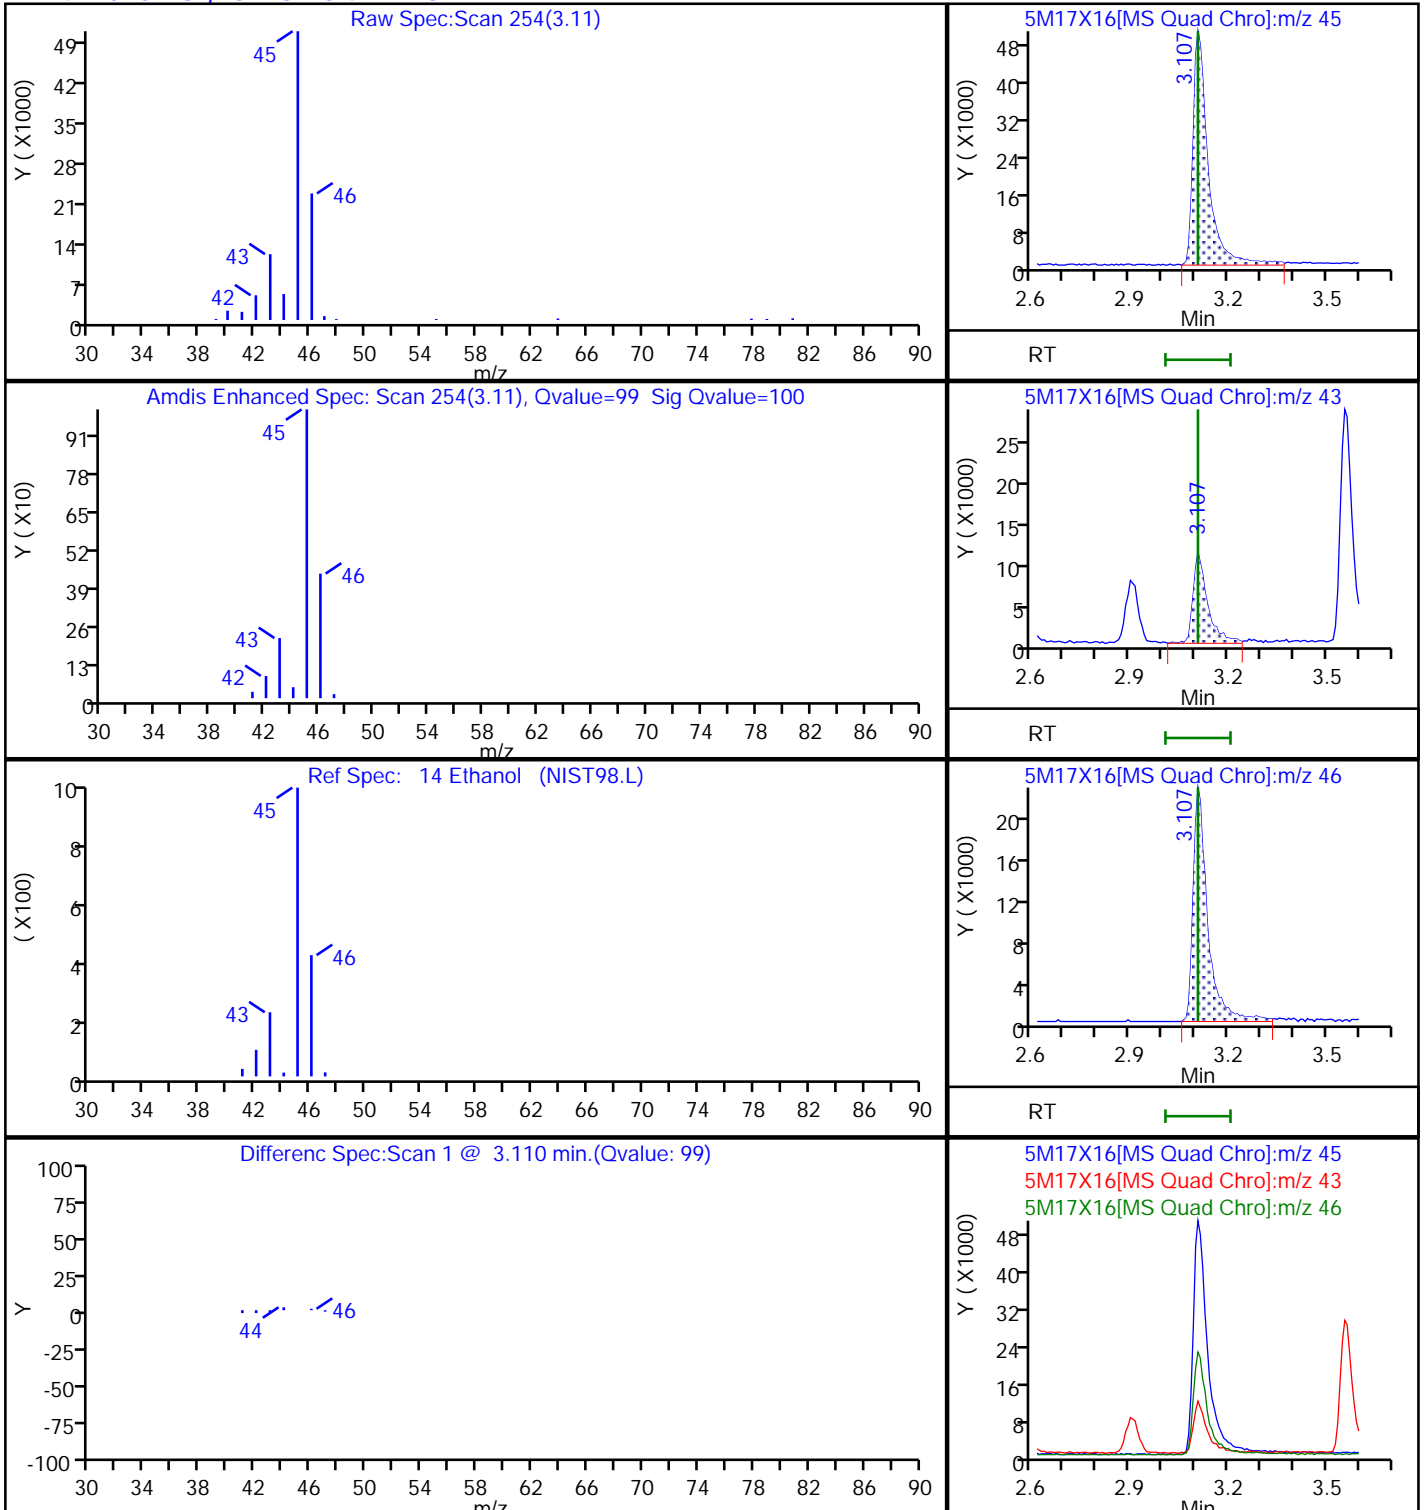 Raw Spec:Scan 254(3.11)
Y ( X1000)
49
42
35
28
21
14
7
0
45
46
43
42
30 34 38 42 46 50 54 58 62 66 70 74 78 82 86 90
m/z
5M17X16[MS Quad Chro]:m/z 45
Y ( X1000)
48
40
32
24
16
8
0
3.107
2.6 2.9 3.2 3.5
Min
RT
Amdis Enhanced Spec: Scan 254(3.11), Qvalue=99 Sig Qvalue=100
Y ( X10)
91
78
65
52
39
26
13
0
45
46
43
42
30 34 38 42 46 50 54 58 62 66 70 74 78 82 86 90
m/z
5M17X16[MS Quad Chro]:m/z 43
Y ( X1000)
25
20
15
10
5
0
3.107
2.6 2.9 3.2 3.5
Min
RT
Ref Spec: 14 Ethanol (NIST98.L)
( X100)
10
8
6
4
2
0
45
46
43
30 34 38 42 46 50 54 58 62 66 70 74 78 82 86 90
5M17X16[MS Quad Chro]:m/z 46
Y ( X1000)
20
16
12
8
4
0
3.107
2.6 2.9 3.2 3.5
Min
RT
Differenc Spec:Scan 1 @ 3.110 min.(Qvalue: 99)
Y
100
75
50
25
0
-25
-50
-75
-100
44
46
30 34 38 42 46 50 54 58 62 66 70 74 78 82 86 90
m/z
5M17X16[MS Quad Chro]:m/z 45
5M17X16[MS Quad Chro]:m/z 43
5M17X16[MS Quad Chro]:m/z 46
Y ( X1000)
48
40
32
24
16
8
0
2.6 2.9 3.2 3.5
Min